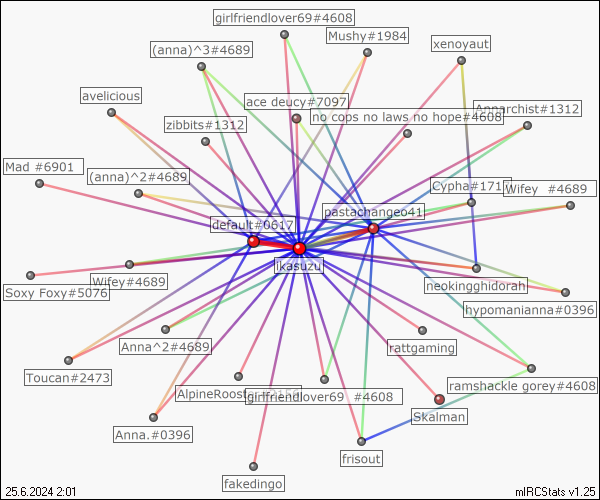 girlfriendlover69#4608
Mushy#1984
xenoyaut
(anna)^3#4689
avelicious
ace deucy#7097
no cops no laws no hope#4608
Annarchist#1312
zibbits#1312
Mad #6901
(anna)^2#4689
Cypha#171
Wifey #4689
pastachangeo41
default#0617
ikasuzu
Soxy Foxy#5076
Wifey#4689
neokingghidorah
hypomanianna#0396
Anna^2#4689
rattgaming
Toucan#2473
AlpineRoost
girlfriendlover69 #4608
ramshackle gorey#4608
Skalman
Anna.#0396
frisout
fakedingo
25.6.2024 2:01
mIRCStats v1.25